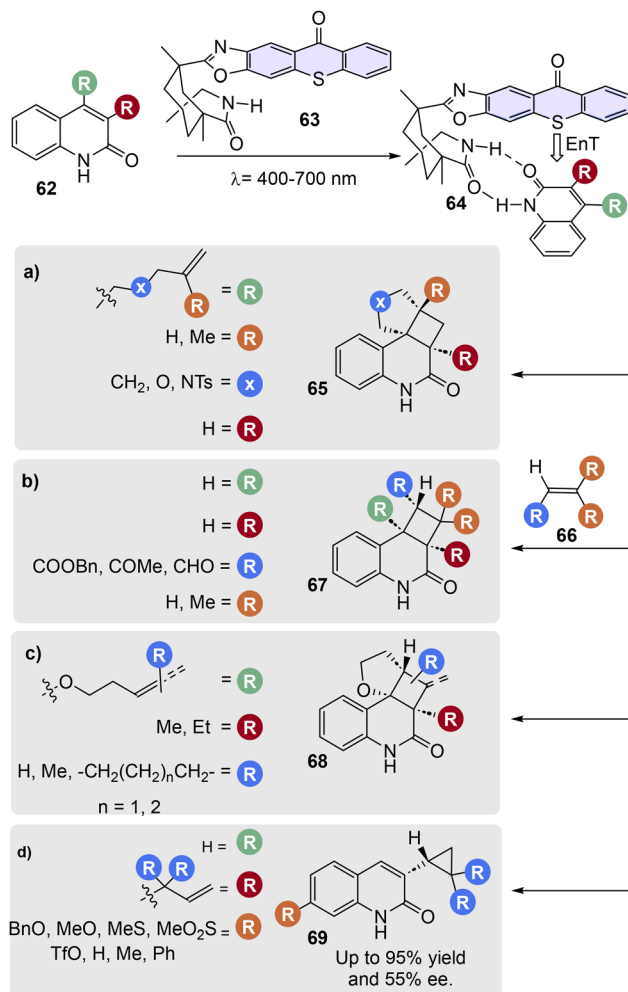 O
N
O
S
N
H
O
63
R
R
N
H
O
62
λ= 400-700 nm
O
N
O
S
EnT
N
H
O
O
H
N
R
R
64
a)
X
R
= R
H, Me = R
CH2, O, NTs = X
H = R
X
R
R
N
H
O
65
b)
H = R
H = R
COOBn, COMe, CHO = R
H, Me = R
R
H
R
R
R
R
N
H
O
67
H
R
R
R
66
c)
R
O
= R
Me, Et = R
H, Me, -CH2(CH2)nCH2- = R
n = 1, 2
H
R
O
R
N
H
O
68
d)
H = R
R R
= R
BnO, MeO, MeS, MeO2S = R
TfO, H, Me, Ph
H
R
R
R
N
H
O
69
Up to 95% yield
and 55% ee.